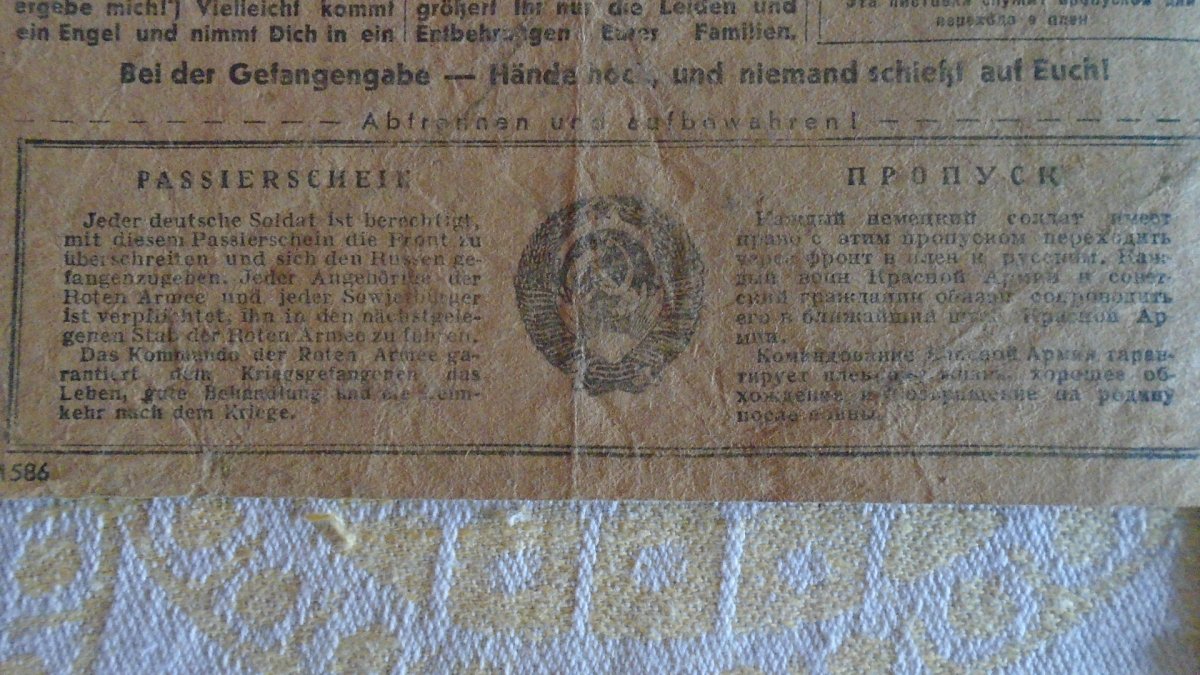 ergebe mich!") Vielleicht kommt
ein Engel und nimmt Dich in ein
größert Ihr nur die Leiden und
Entbehrungen Eurer Familien.
Эта листовка служит пропуском для
перехода в плен
Bei der Gefangengabe — Hände hoch, und niemand schießt auf Euch!
Abtrennen und aufbewahren!
PASSIERSCHEIN
Jeder deutsche Soldat ist berechtigt,
mit diesem Passierschein die Front zu
überschreiten und sich den Russen ge-
fangenzugeben. Jeder Angehörige der
Roten Armee und jeder Sowjetbürger
ist verpflichtet, ihn in den nächstgele-
genen Stab der Roten Armee zu führen.
Das Kommando der Roten Armee ga-
rantiert dem Kriegsgefangenen das
Leben, gute Behandlung und die Heim-
kehr nach dem Kriege.
ПРОПУСК
Каждый немецкий солдат имеет
право с этим пропуском переходить
через фронт в плен к русским. Каж-
дый воин Красной Армии и совет-
ский гражданин обязан сопроводить
его в ближайший штаб Красной Ар-
мии.
Командование Красной Армии гаран-
тирует хорошее об-
хождение и возвращение на родину
после войны.
1586